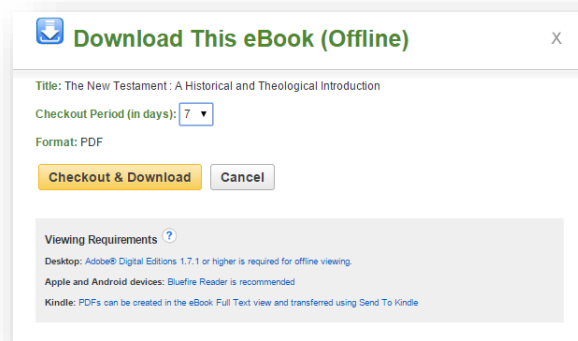 Download This eBook (Offline)
X
Title: The New Testament : A Historical and Theological Introduction
Checkout Period (in days): 7
Format: PDF
Checkout & Download Cancel
Viewing Requirements ?
Desktop: Adobe® Digital Editions 1.7.1 or higher is required for offline viewing.
Apple and Android devices: Bluefire Reader is recommended
Kindle: PDFs can be created in the eBook Full Text view and transferred using Send To Kindle